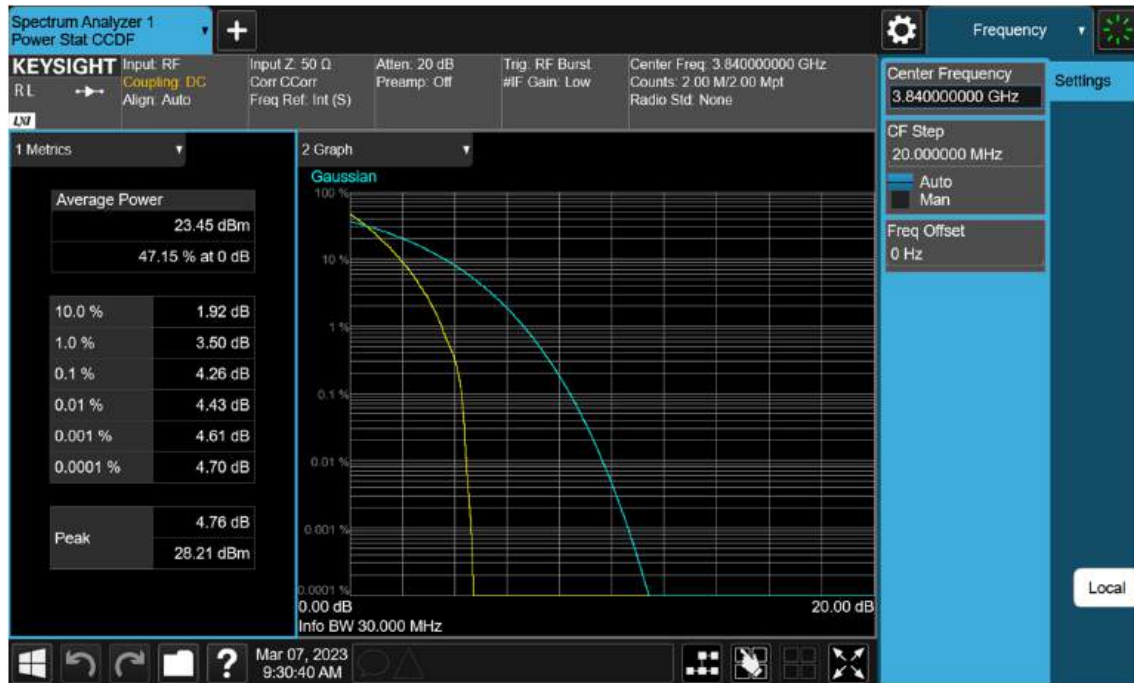 Spectrum Analyzer 1
Power Stat CCDF
+
Frequency
KEYSIGHT
RL
LXI
Input: RF
Coupling: DC
Align: Auto
Input Z: 50 Ω
Corr CCorr
Freq Ref: Int (S)
Atten: 20 dB
Preamp: Off
Trig: RF Burst
#IF Gain: Low
Center Freq: 3.840000000 GHz
Counts: 2.00 M/2.00 Mpt
Radio Std: None
Center Frequency
3.840000000 GHz
Settings
CF Step
20.000000 MHz
Auto
Man
Freq Offset
0 Hz
1 Metrics
Average Power
23.45 dBm
47.15 % at 0 dB
10.0 % 1.92 dB
1.0 % 3.50 dB
0.1 % 4.26 dB
0.01 % 4.43 dB
0.001 % 4.61 dB
0.0001 % 4.70 dB
Peak 4.76 dB
28.21 dBm
2 Graph
Gaussian
100 %
10 %
1 %
0.1 %
0.01 %
0.001 %
0.0001 %
0.00 dB 20.00 dB
Info BW 30.000 MHz
Local
?
Mar 07, 2023
9:30:40 AM